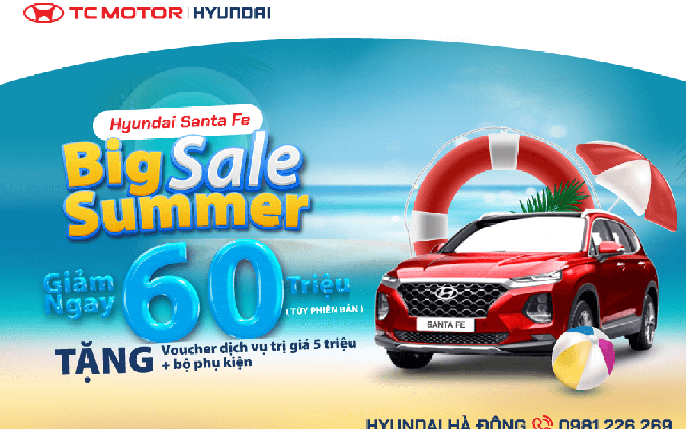 TC MOTOR | HYUNDAI
Hyundai Santa Fe
Big Sale
Summer
Giảm Ngay 60 Triệu
( TÙY PHIÊN BẢN )
TẶNG Voucher dịch vụ trị giá 5 triệu
+ bộ phụ kiện
SANTA FE
HYUNDAI HÀ ĐÔNG 0981 226 269